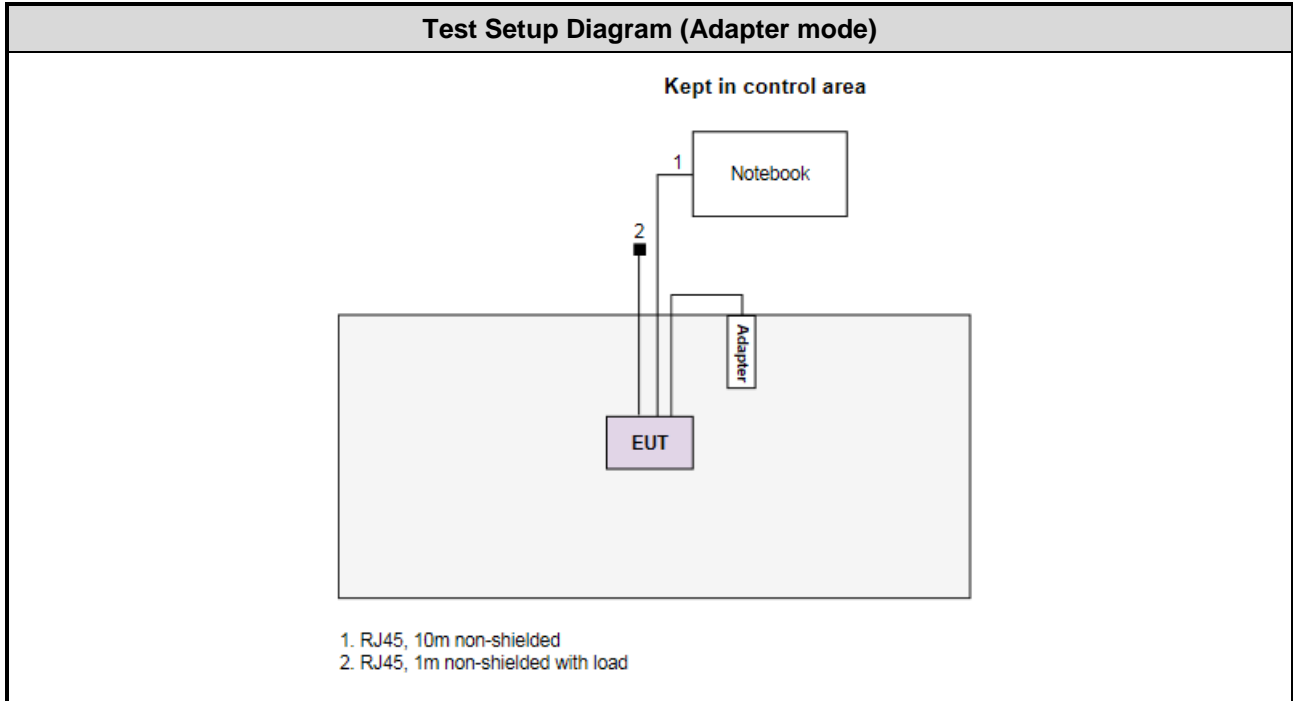 Test Setup Diagram (Adapter mode)
Kept in control area
1
Notebook
2
Adapter
EUT
1. RJ45, 10m non-shielded
2. RJ45, 1m non-shielded with load